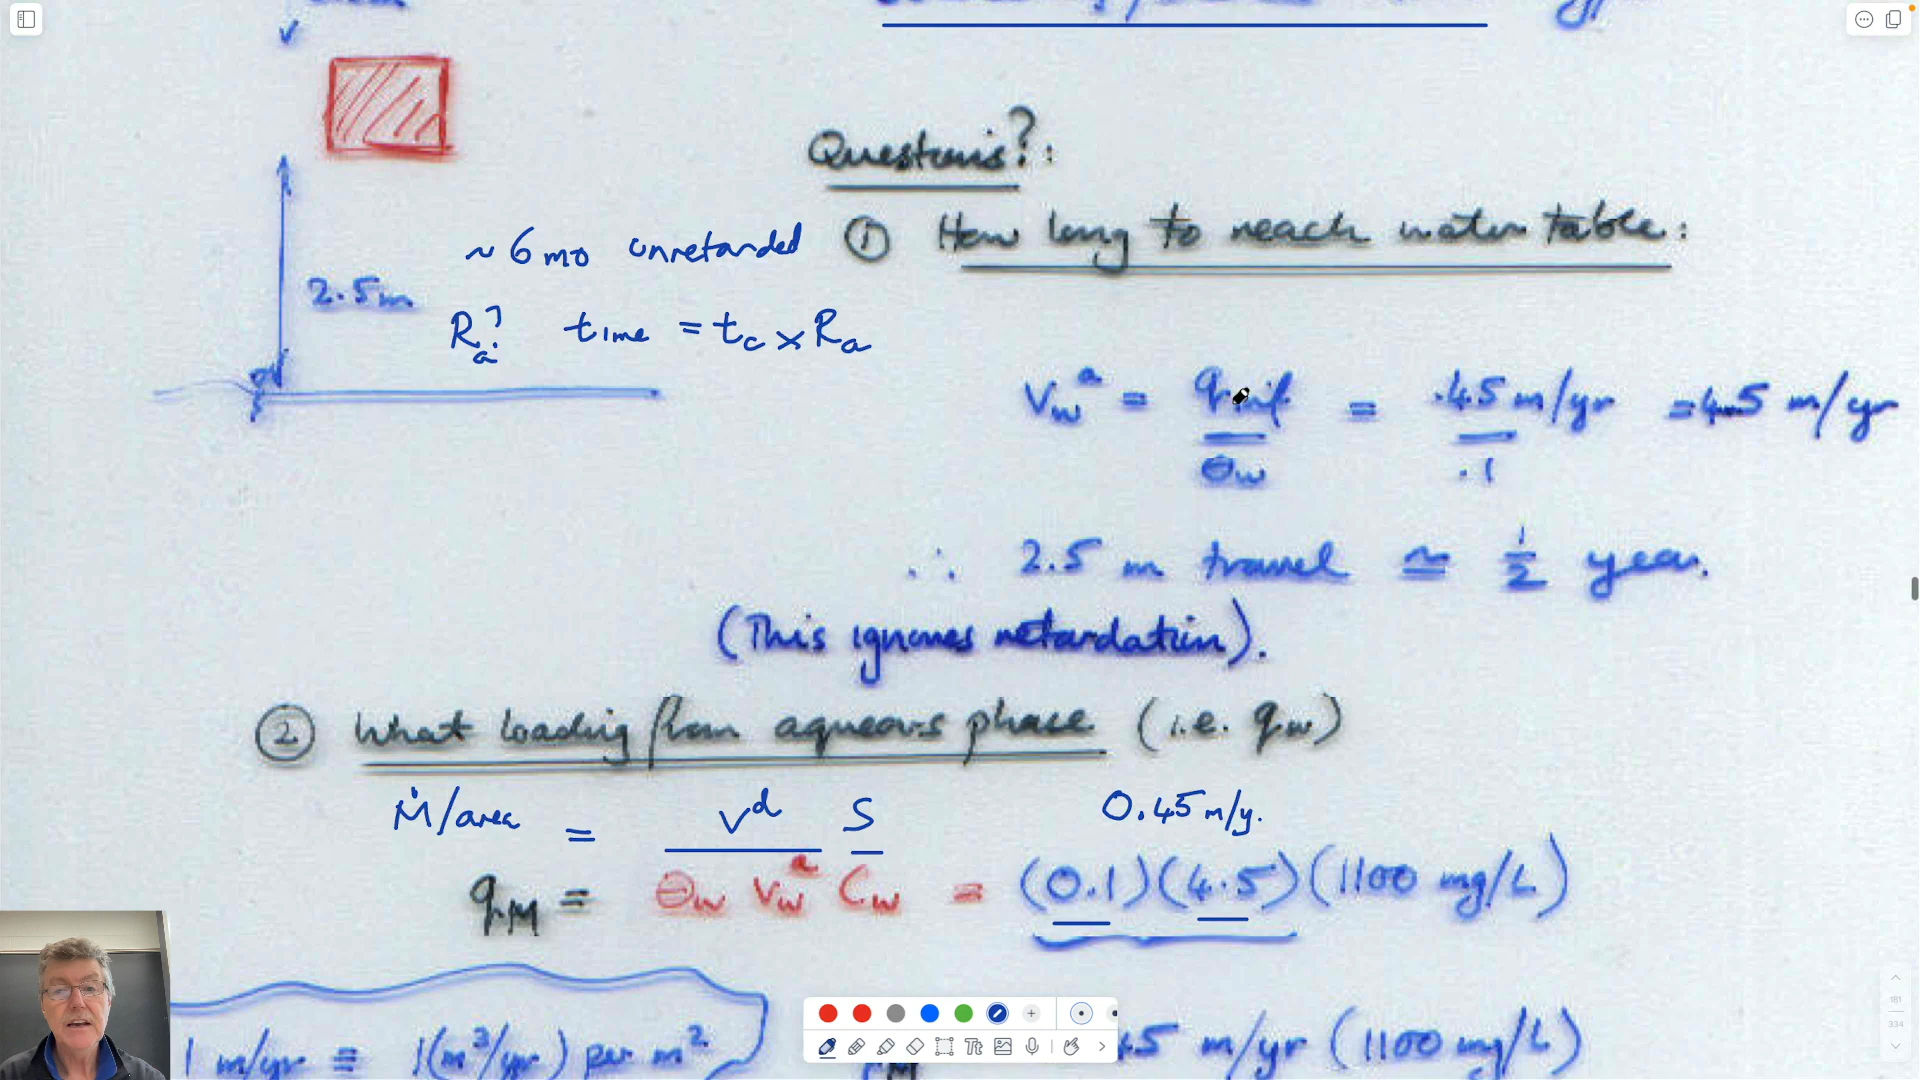 2.5m
~ 6 mo unretarded
Ra? time = tc × Ra
Questions?:
① How long to reach water table:
Vwᵃ = qinf / θw = .45 m/yr / .1 = 4.5 m/yr
∴ 2.5 m travel ≅ 1/2 year.
(This ignores retardation).
② What loading from aqueous phase (i.e. qw)
Ṁ/area = vᵈ S 0.45 m/y.
qM = θw Vwᵃ Cw = (0.1)(4.5)(1100 mg/L)
1 m/yr ≡ 1(m³/yr) per m²
.45 m/yr (1100 mg/L)
Tt
181
334